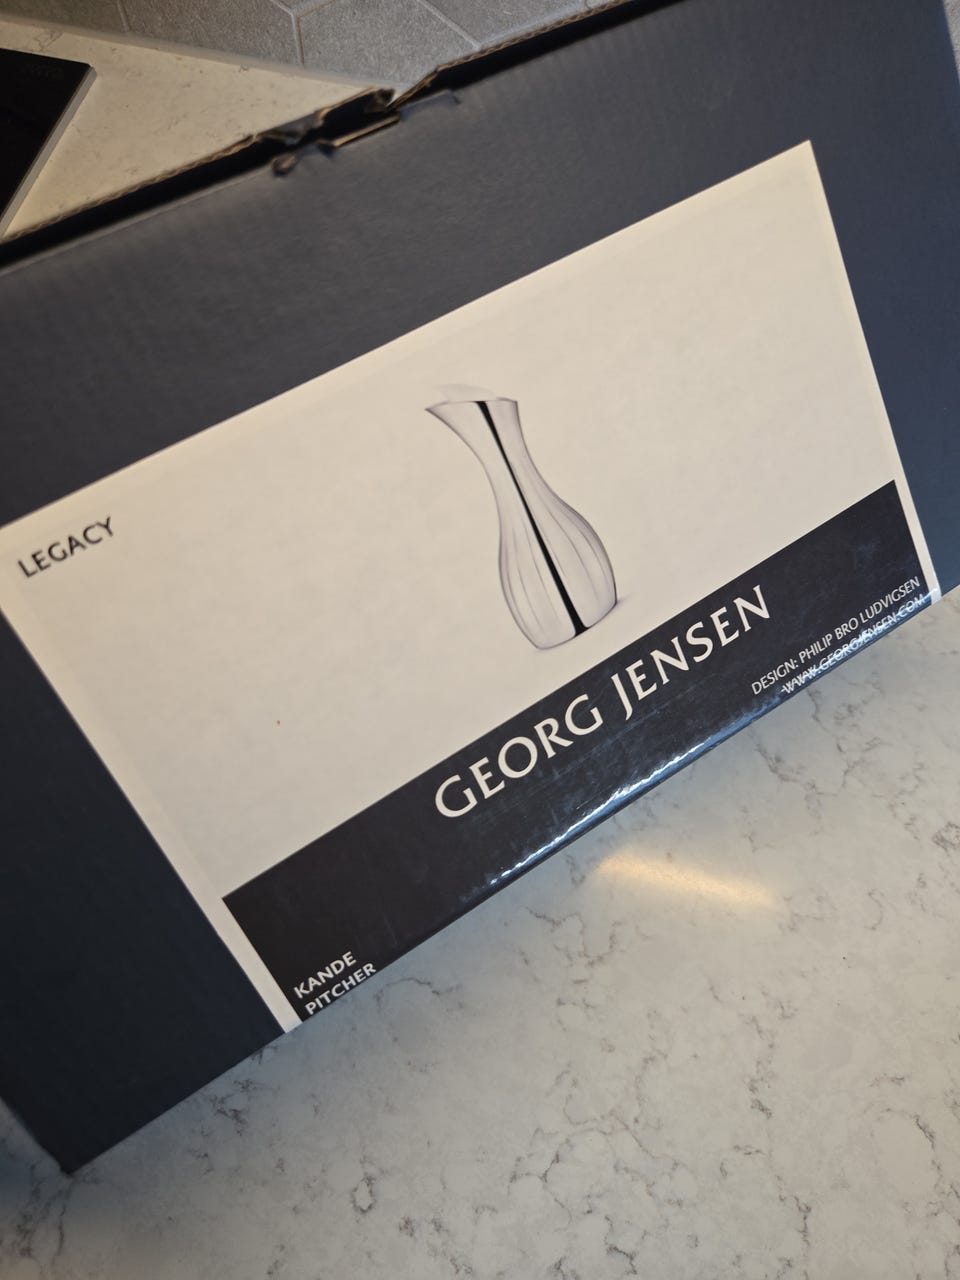 LEGACY
GEORG JENSEN
DESIGN: PHILIP BRO LUDVIGSEN
WWW.GEORGJENSEN.COM
KANDE
PITCHER